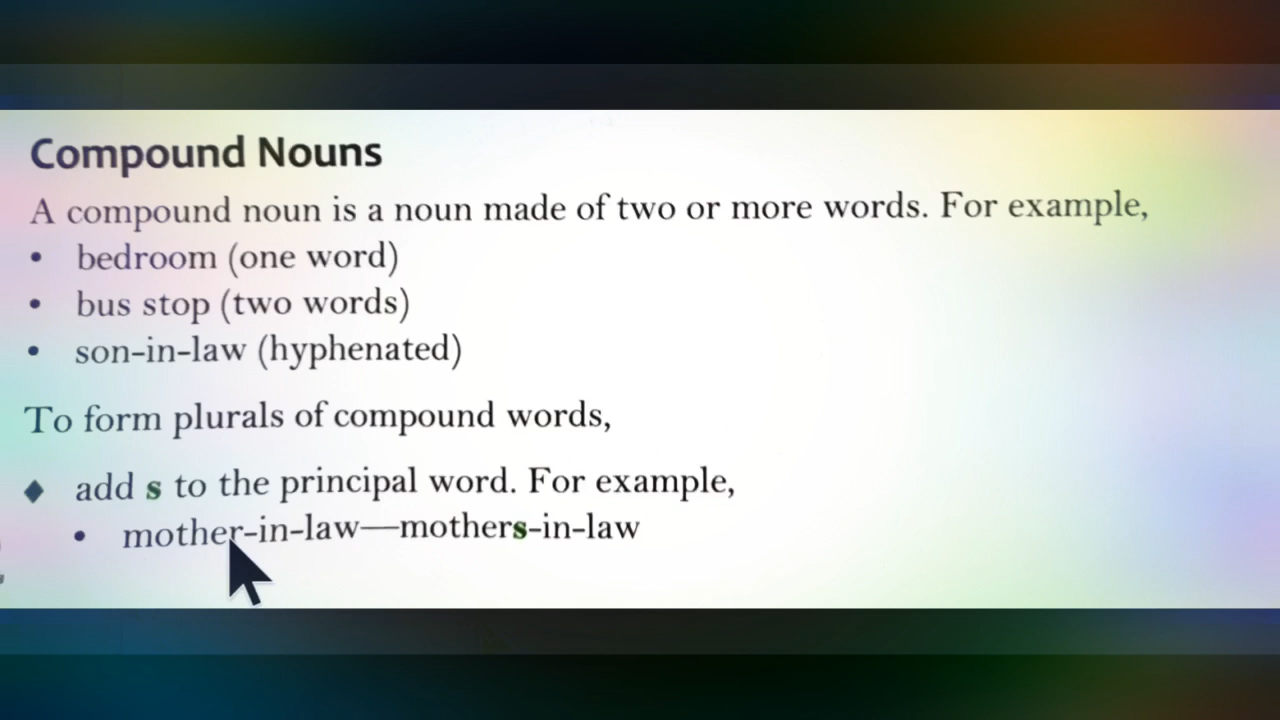 Compound Nouns
A compound noun is a noun made of two or more words. For example,
• bedroom (one word)
• bus stop (two words)
• son-in-law (hyphenated)
To form plurals of compound words,
◆ add s to the principal word. For example,
• mother-in-law—mothers-in-law